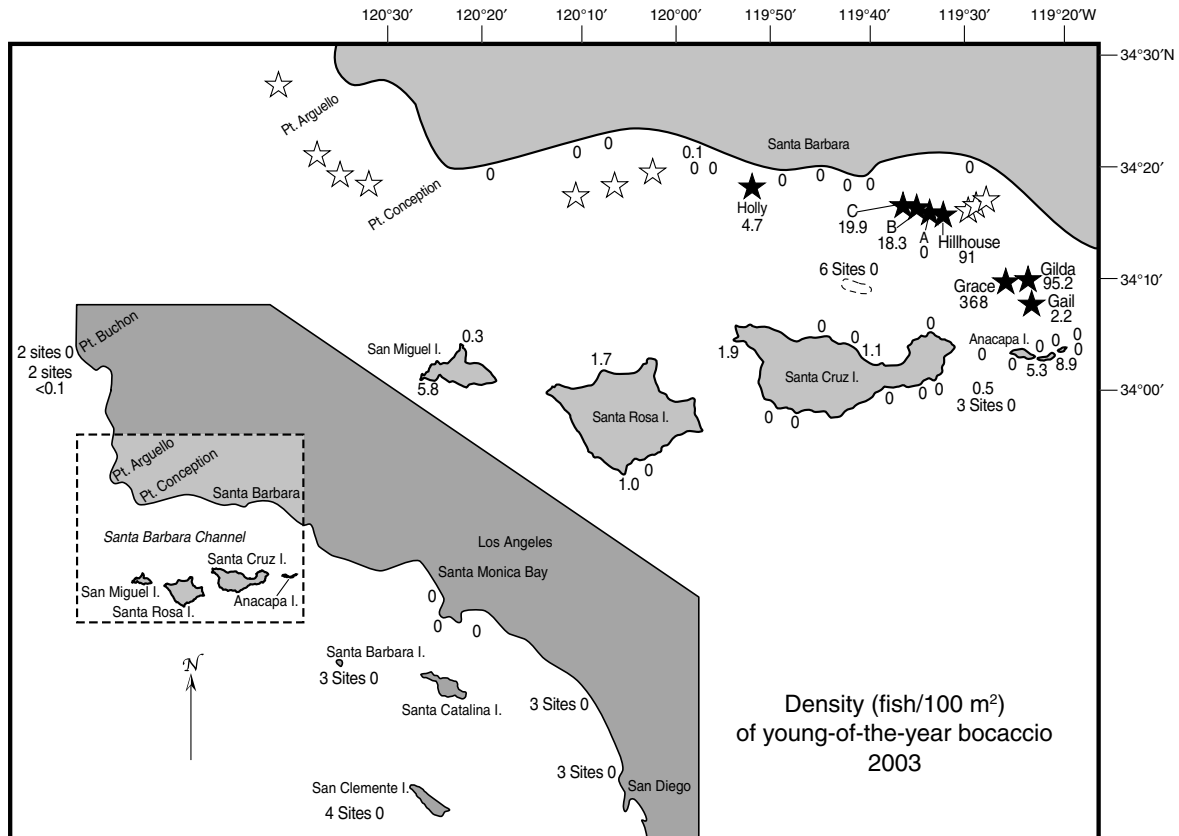 120°30′ 120°20′ 120°10′ 120°00′ 119°50′ 119°40′ 119°30′ 119°20′W
34°30′N
34°20′
34°10′
34°00′
Pt. Arguello
Pt. Conception
Santa Barbara
0
0
0
0.1
0 0
0
0
0
0
0
Holly
4.7
C
19.9
B
18.3
A
0
Hillhouse
91
6 Sites 0
Grace
368
Gilda
95.2
Gail
2.2
San Miguel I.
0.3
5.8
1.7
Santa Rosa I.
1.0
0
1.9
0
0
1.1
0
Santa Cruz I.
0
0
0
0
0
Anacapa I.
0
0
0
0
0
0
5.3
8.9
0.5
3 Sites 0
Pt. Buchon
2 sites 0
2 sites
<0.1
Pt. Arguello
Pt. Conception
Santa Barbara
Santa Barbara Channel
Santa Cruz I.
San Miguel I.
Santa Rosa I.
Anacapa I.
N
Los Angeles
Santa Monica Bay
0
0
0
Santa Barbara I.
3 Sites 0
Santa Catalina I.
3 Sites 0
3 Sites 0
San Diego
San Clemente I.
4 Sites 0
Density (fish/100 m²)
of young-of-the-year bocaccio
2003